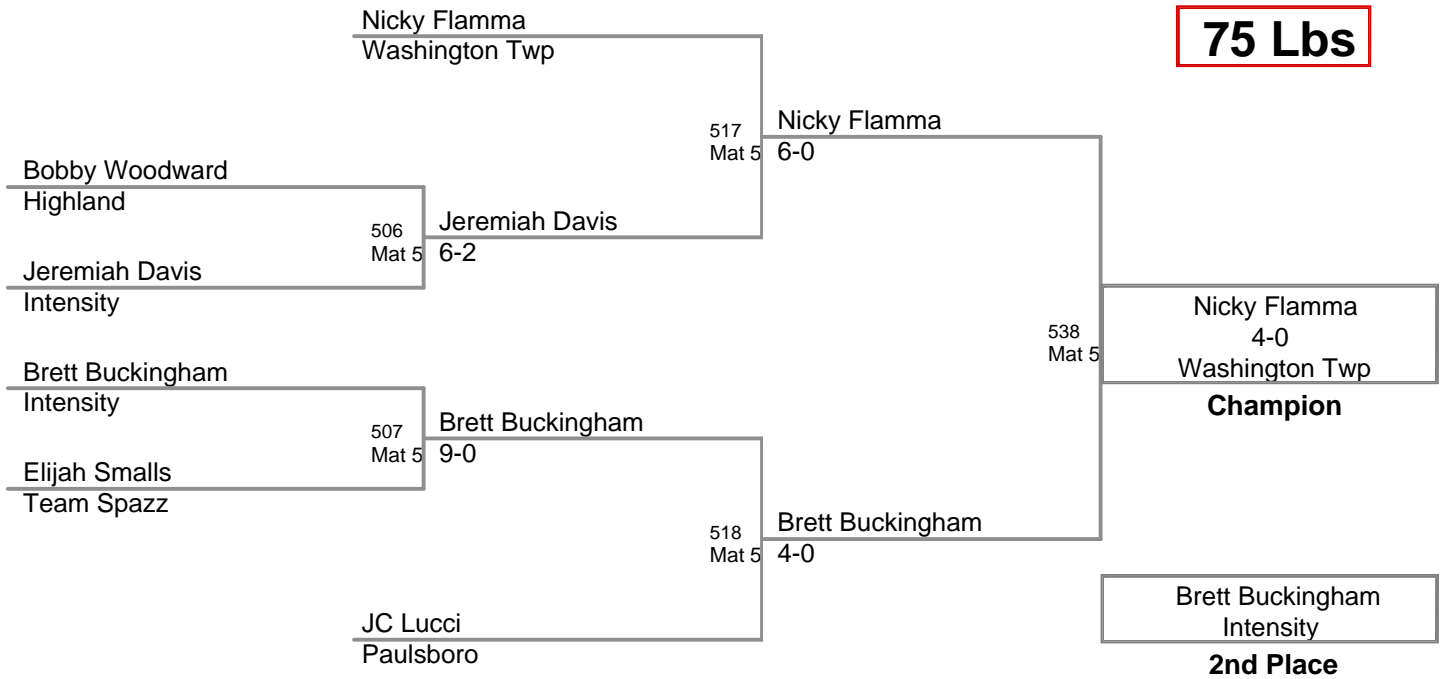 Nicky Flamma
Washington Twp
75 Lbs
517
Mat 5
Nicky Flamma
6-0
Bobby Woodward
Highland
506
Mat 5
Jeremiah Davis
6-2
Jeremiah Davis
Intensity
538
Mat 5
Nicky Flamma
4-0
Washington Twp
Champion
Brett Buckingham
Intensity
507
Mat 5
Brett Buckingham
9-0
Elijah Smalls
Team Spazz
518
Mat 5
Brett Buckingham
4-0
JC Lucci
Paulsboro
Brett Buckingham
Intensity
2nd Place